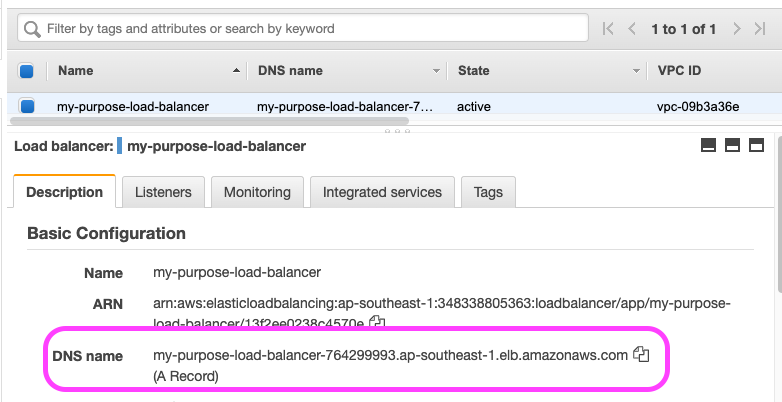 Filter by tags and attributes or search by keyword
1 to 1 of 1
Name DNS name State VPC ID
my-purpose-load-balancer my-purpose-load-balancer-7… active vpc-09b3a36e
Load balancer: my-purpose-load-balancer
Description Listeners Monitoring Integrated services Tags
Basic Configuration
Name my-purpose-load-balancer
ARN arn:aws:elasticloadbalancing:ap-southeast-1:348338805363:loadbalancer/app/my-purpose-
load-balancer/13f2ee0238c4570e
DNS name my-purpose-load-balancer-764299993.ap-southeast-1.elb.amazonaws.com
(A Record)